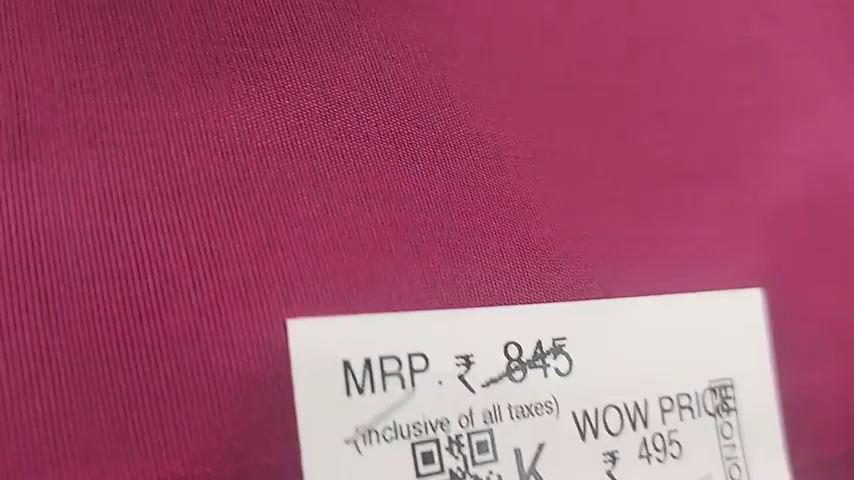 MRP. ₹ 845
(inclusive of all taxes)
WOW PRICE
₹ 495
K